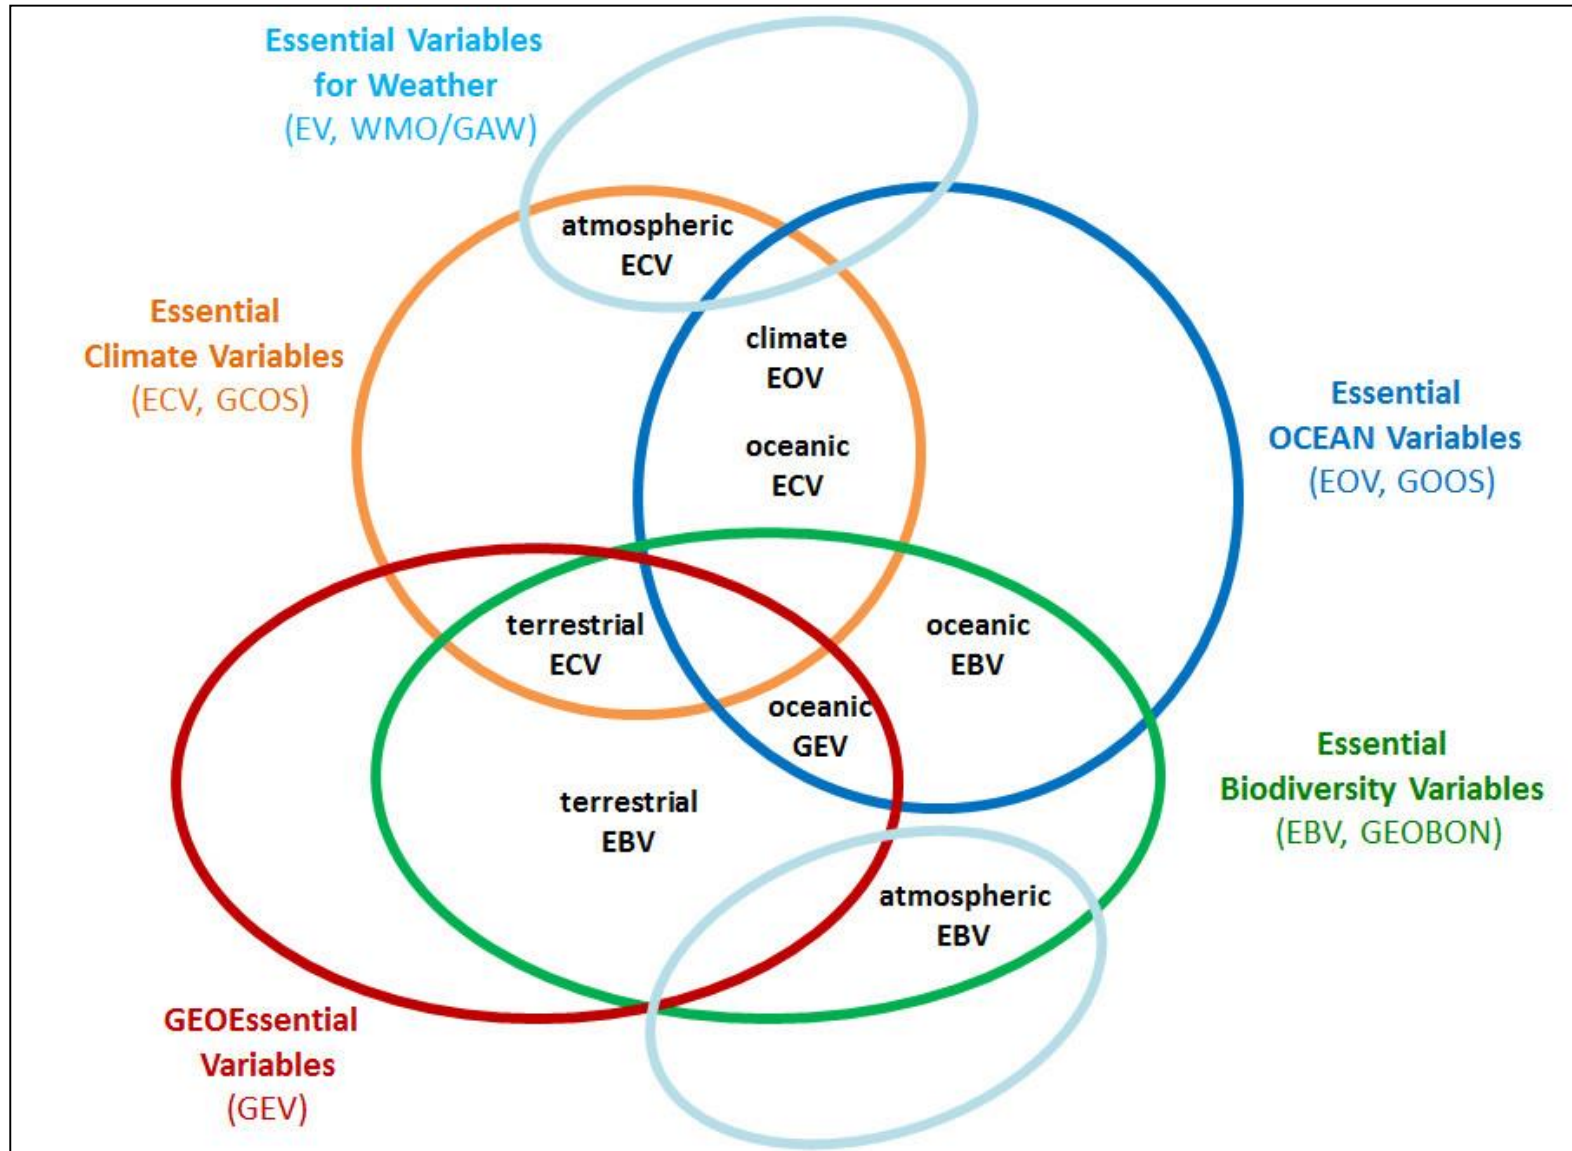 Essential Variables
for Weather
(EV, WMO/GAW)
atmospheric
ECV
Essential
Climate Variables
(ECV, GCOS)
climate
EOV
oceanic
ECV
Essential
OCEAN Variables
(EOV, GOOS)
terrestrial
ECV
oceanic
EBV
oceanic
GEV
terrestrial
EBV
Essential
Biodiversity Variables
(EBV, GEOBON)
atmospheric
EBV
GEOEssential
Variables
(GEV)